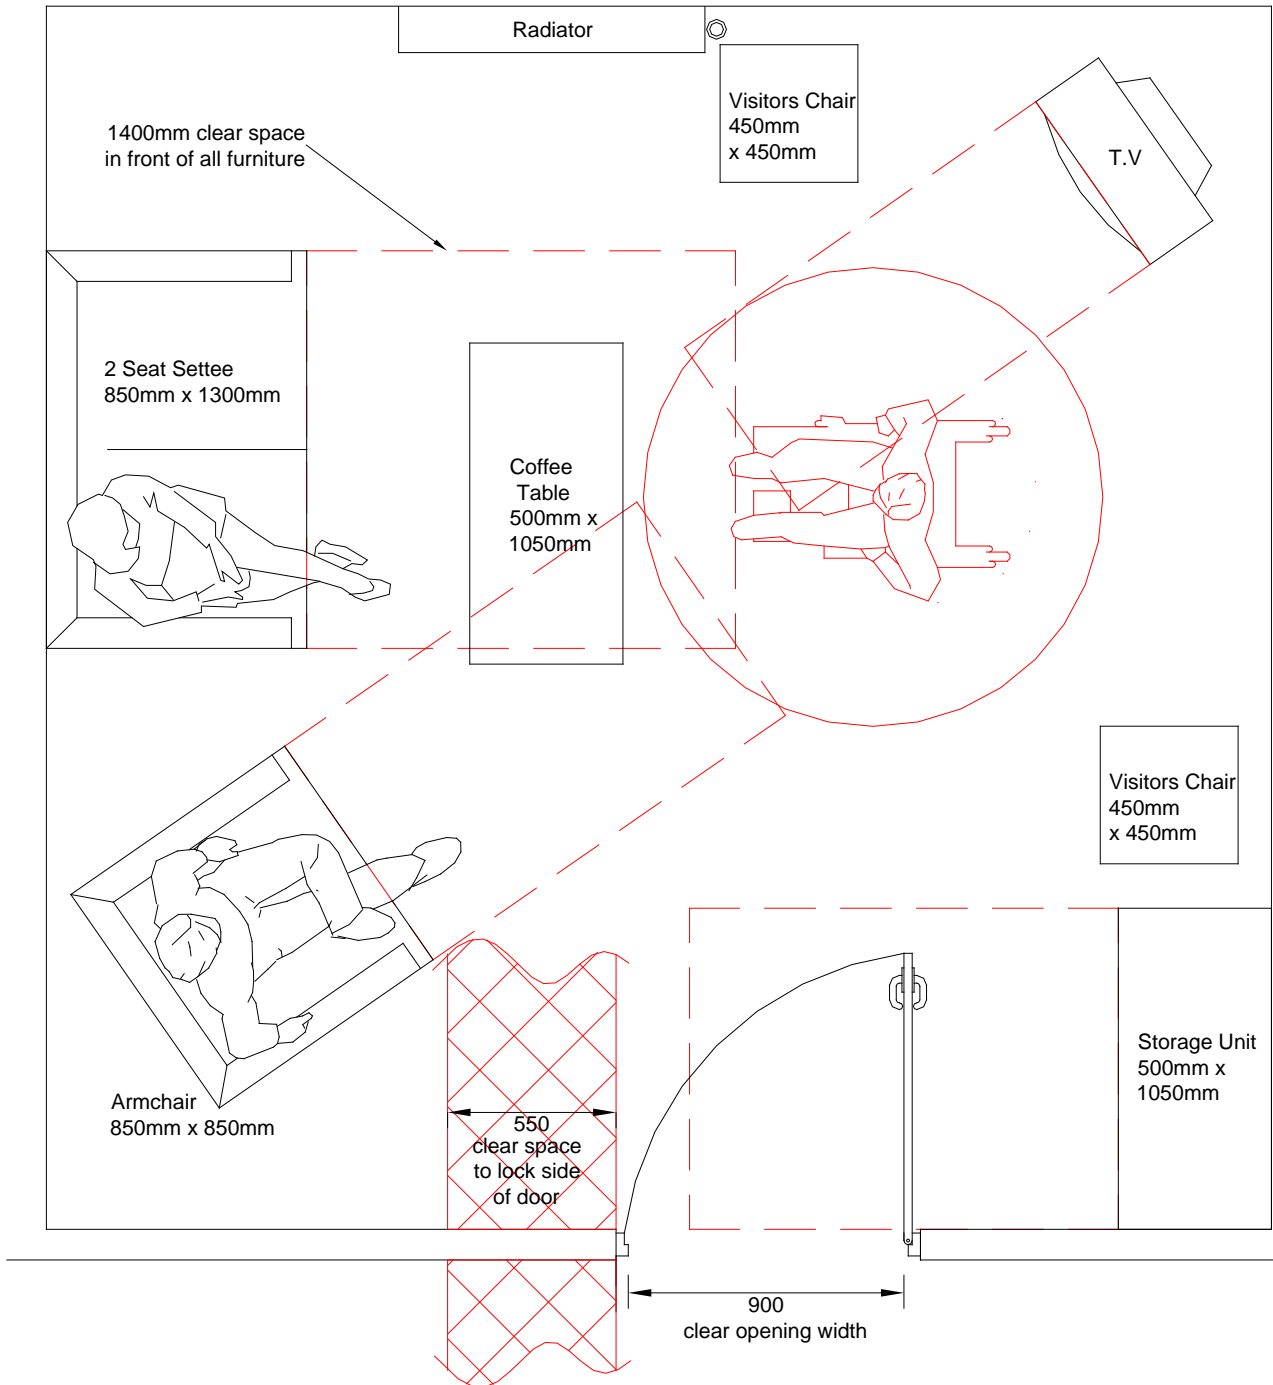 Radiator
Visitors Chair
450mm
x 450mm
T.V
1400mm clear space
in front of all furniture
2 Seat Settee
850mm x 1300mm
Coffee
Table
500mm x
1050mm
Visitors Chair
450mm
x 450mm
Storage Unit
500mm x
1050mm
Armchair
850mm x 850mm
550
clear space
to lock side
of door
900
clear opening width